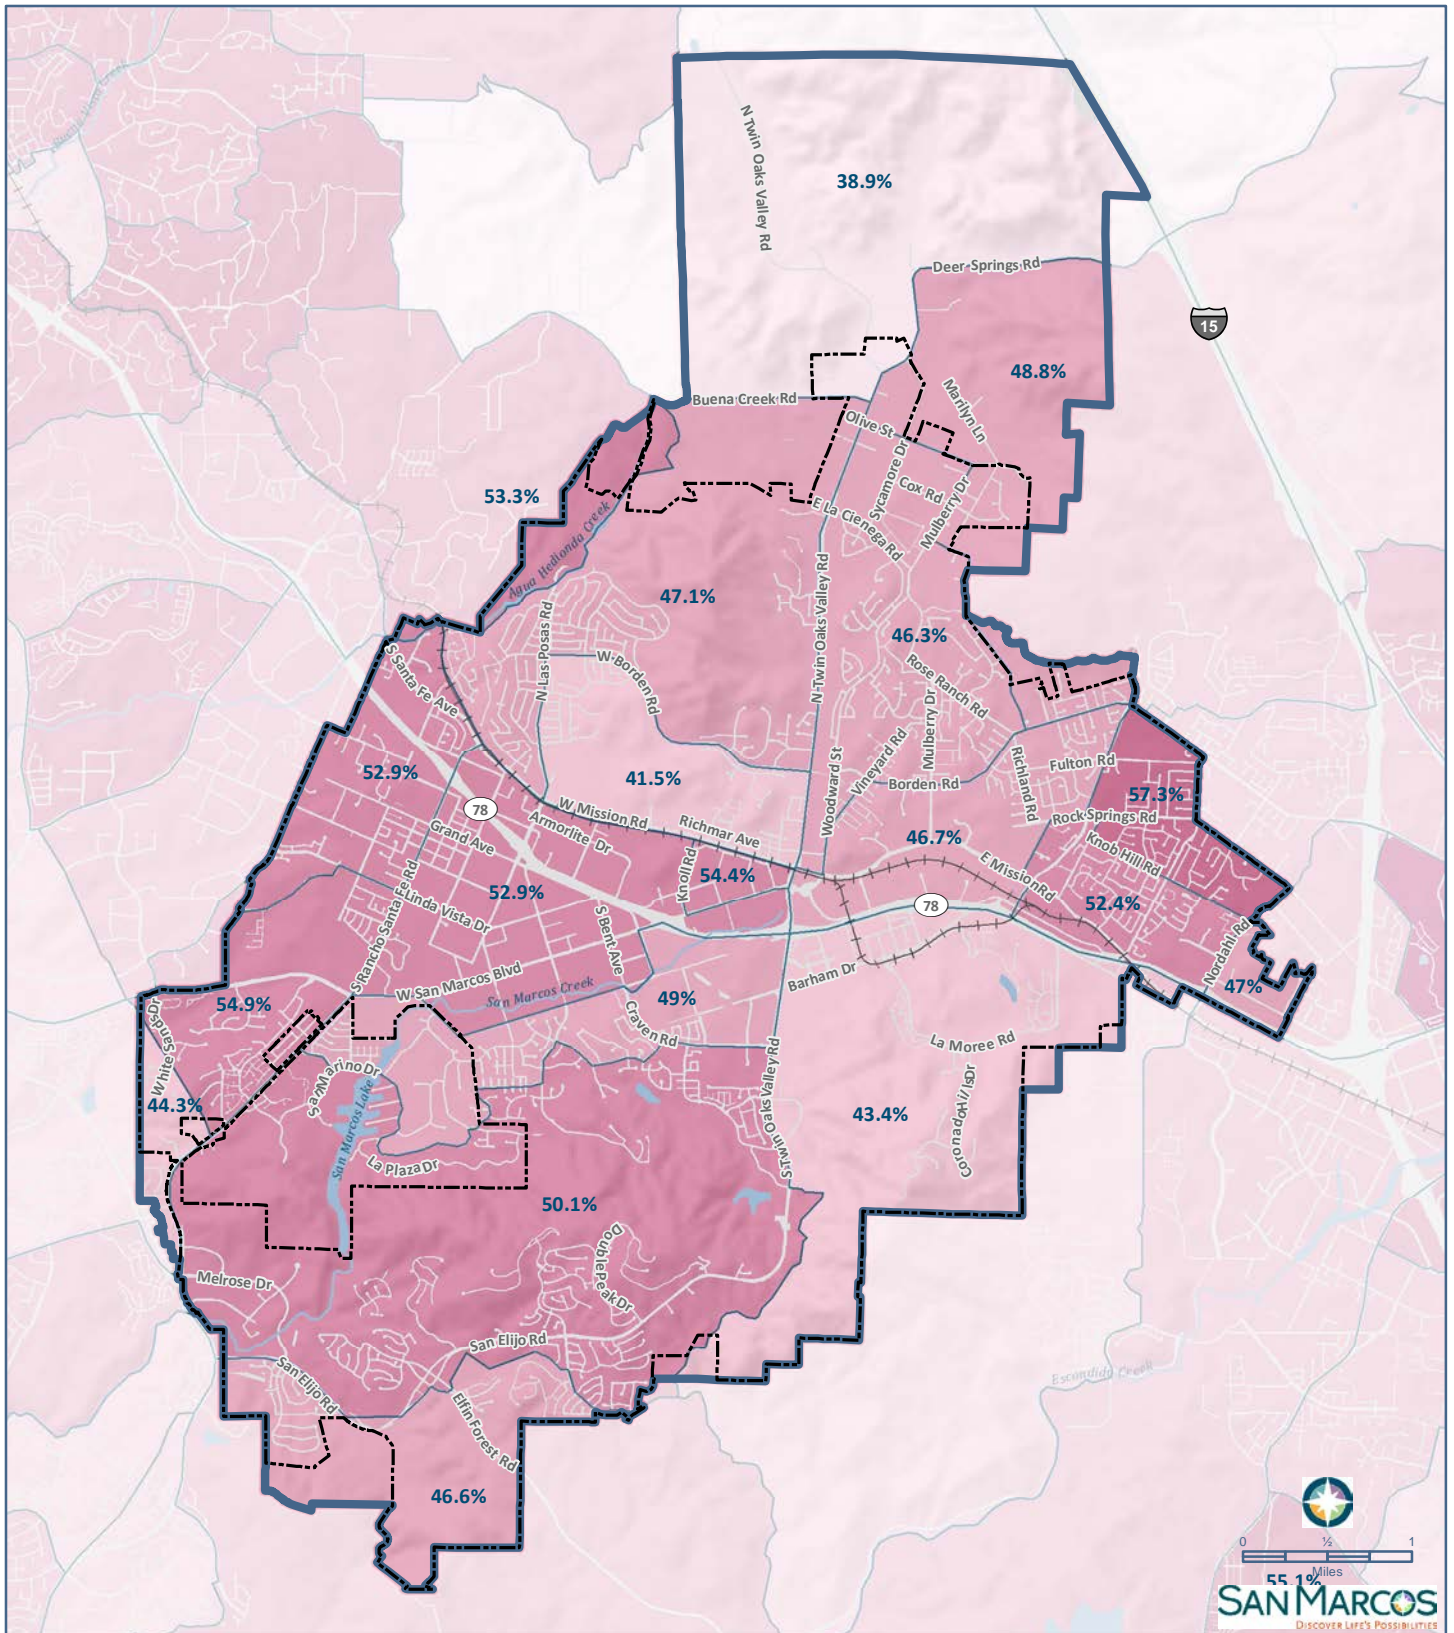 Buena Vista Creek
N Twin Oaks Valley Rd
38.9%
Deer Springs Rd
15
48.8%
Marilyn Ln
Buena Creek Rd
Olive St
Sycamore Dr
Cox Rd
Mulberry Dr
E La Cienega Rd
53.3%
Agua Hedionda Creek
47.1%
N Twin Oaks Valley Rd
46.3%
N Las Posas Rd
W Borden Rd
S Santa Fe Ave
Rose Ranch Rd
Mulberry Dr
52.9%
41.5%
Woodward St
Vineyard Rd
Borden Rd
Richland Rd
Fulton Rd
57.3%
Rock Springs Rd
78
W Mission Rd
Richmar Ave
Armorlite Dr
Grand Ave
46.7%
Knob Hill Rd
E Mission Rd
Knoll Rd
54.4%
52.9%
78
52.4%
S Rancho Santa Fe Rd
Linda Vista Dr
S Bent Ave
Nordahl Rd
W San Marcos Blvd
Barham Dr
47%
San Marcos Creek
49%
54.9%
White Sands Dr
Craven Rd
La Moree Rd
San Marino Dr
44.3%
San Marcos Lake
S Twin Oaks Valley Rd
43.4%
Coronado Hills Dr
La Plaza Dr
50.1%
Double Peak Dr
Melrose Dr
San Elijo Rd
San Elijo Rd
Elfin Forest Rd
Escondido Creek
46.6%
0 ½ 1
Miles
55.1%
SAN MARCOS
DISCOVER LIFE'S POSSIBILITIES